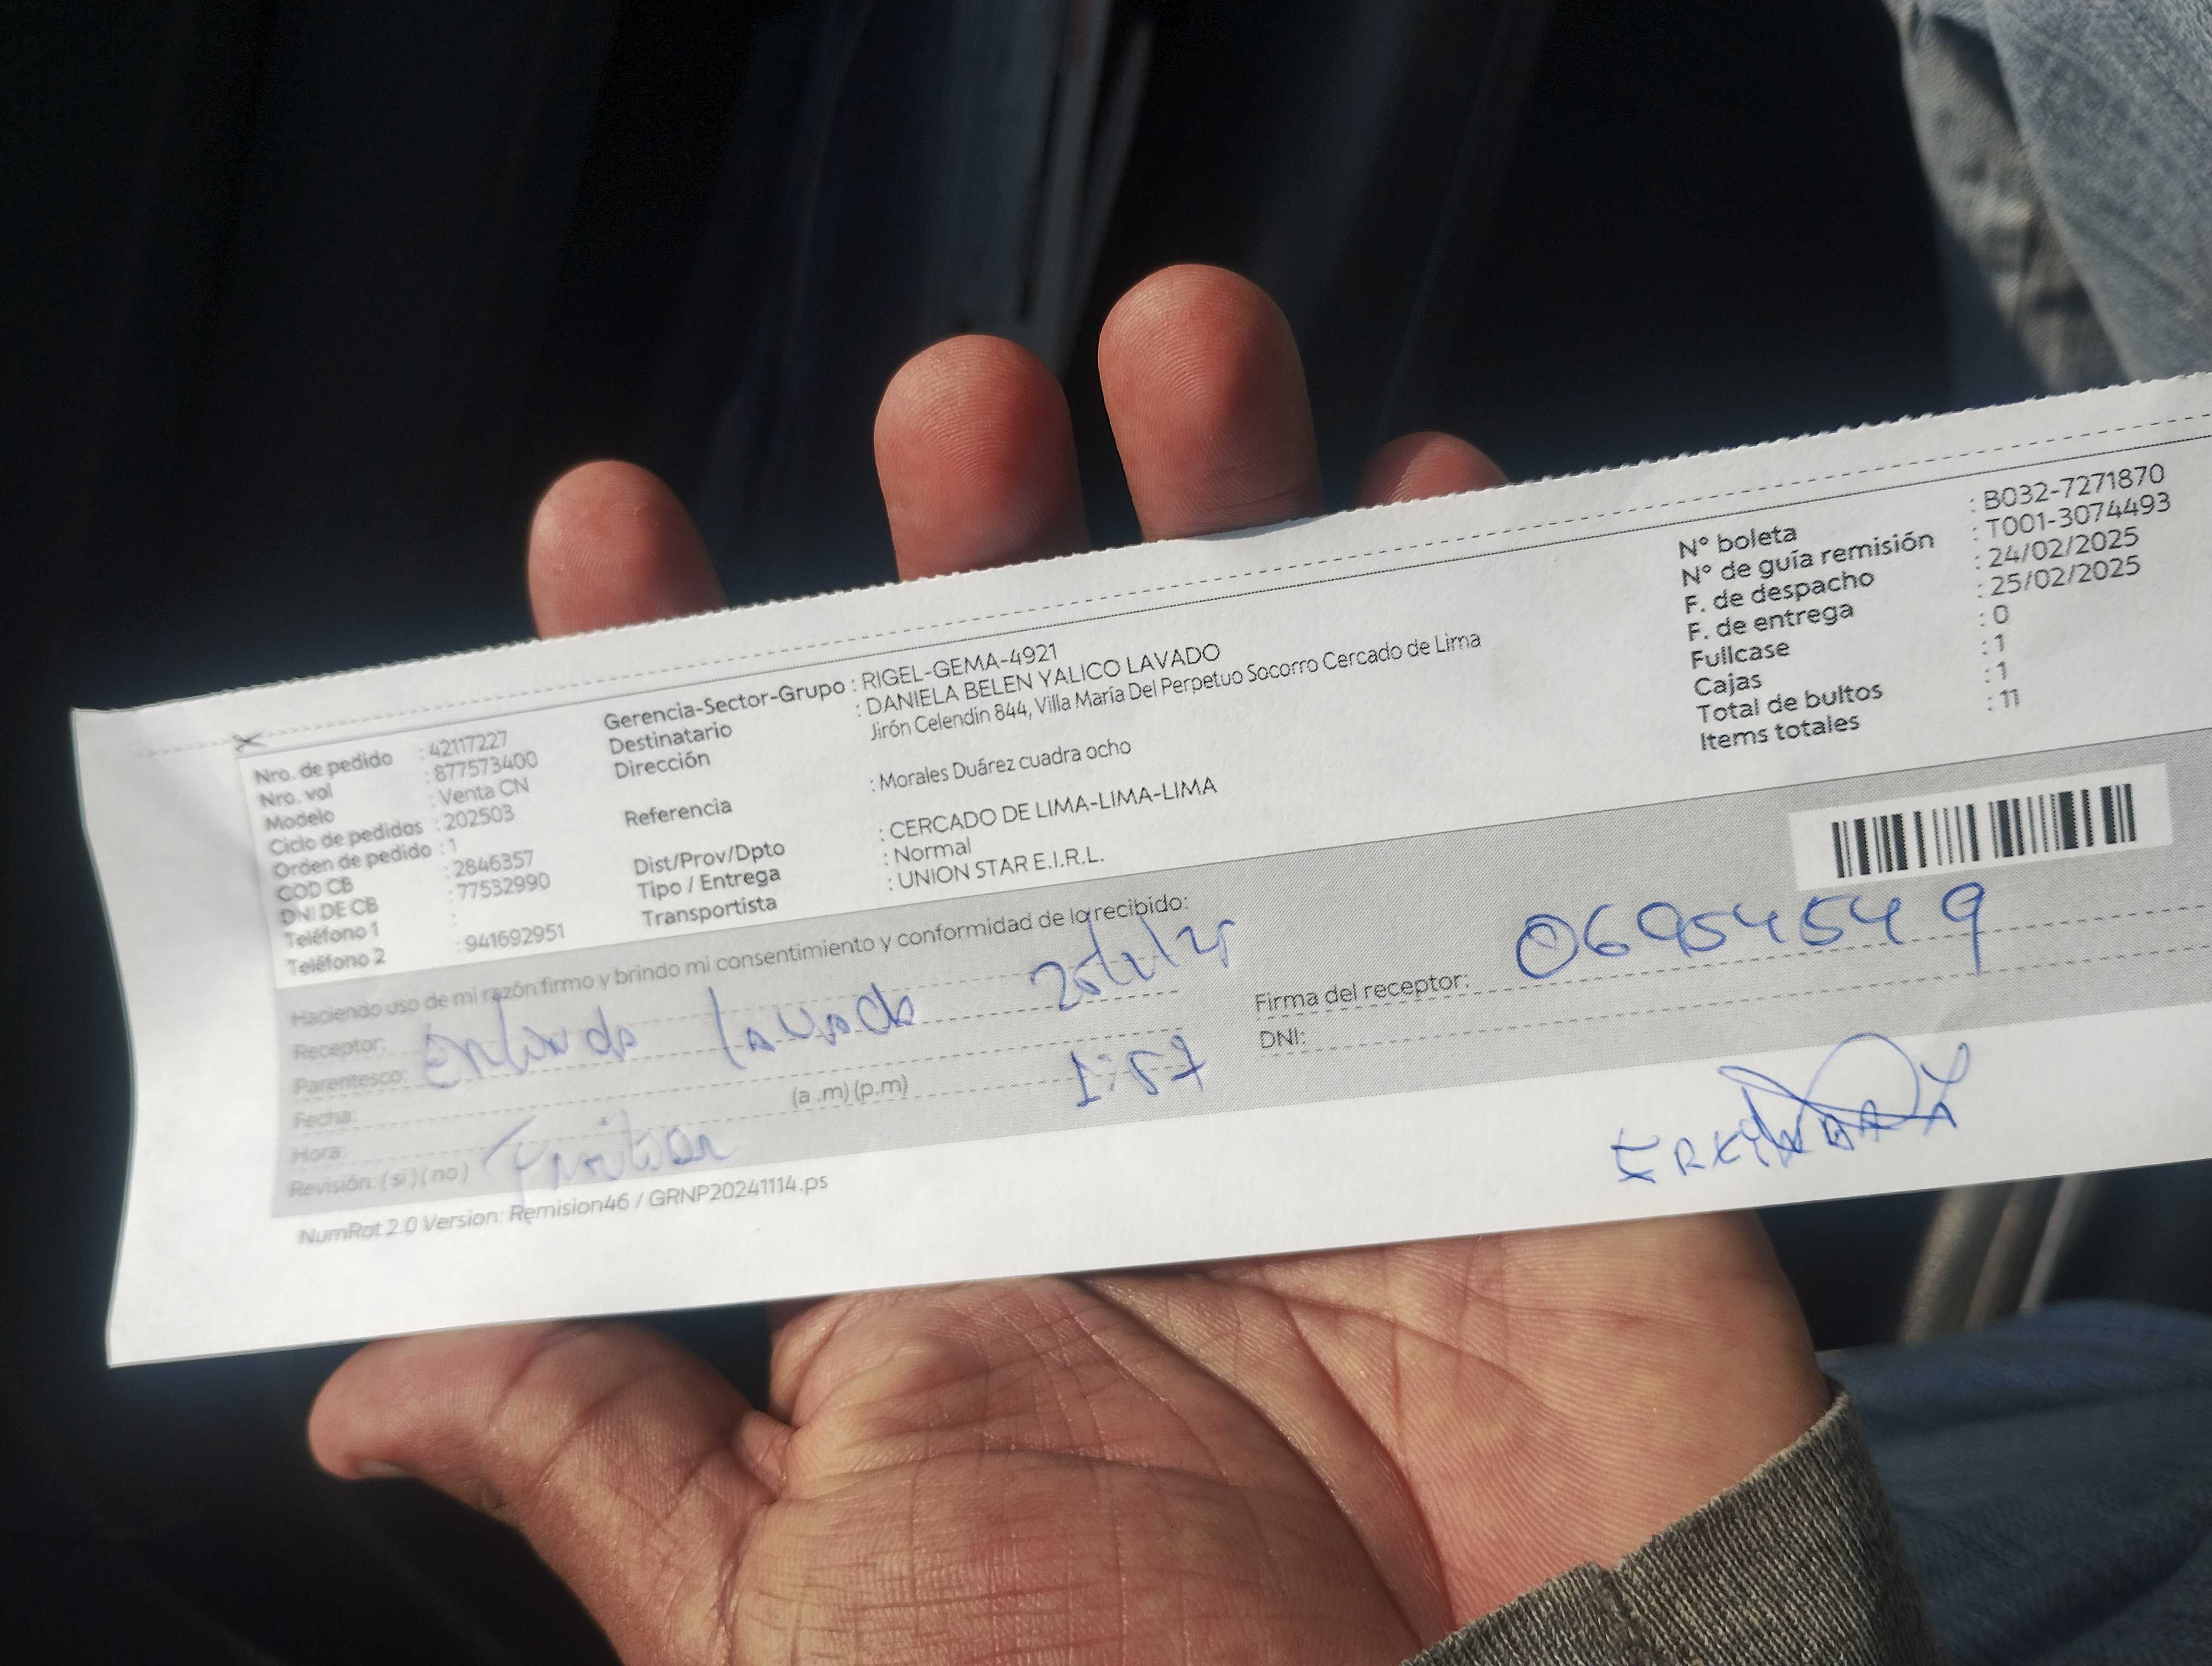 Nro. de pedido : 42117227
Nro. vol : 877573400
Modelo : Venta CN
Ciclo de pedidos : 202503
Orden de pedido : 1
COD CB : 2846357
DNI DE CB : 77532990
Teléfono 1 :
Teléfono 2 : 941692951
Gerencia-Sector-Grupo : RIGEL-GEMA-4921
Destinatario : DANIELA BELEN YALICO LAVADO
Dirección Jirón Celendín 844, Villa María Del Perpetuo Socorro Cercado de Lima
Referencia : Morales Duárez cuadra ocho
Dist/Prov/Dpto : CERCADO DE LIMA-LIMA-LIMA
Tipo / Entrega : Normal
Transportista : UNION STAR E.I.R.L.
N° boleta : B032-7271870
N° de guía remisión : T001-3074493
F. de despacho : 24/02/2025
F. de entrega : 25/02/2025
Fullcase : 0
Cajas : 1
Total de bultos : 1
Items totales : 11
Haciendo uso de mi razón firmo y brindo mi consentimiento y conformidad de lo recibido:
Receptor:
Parentesco: Lavado
Fecha:
Hora: (a .m) (p.m) 1:57
Revisión: ( si ) ( no )
Firma del receptor: 06954549
DNI:
NumRot 2.0 Version: Remision46 / GRNP20241114.ps